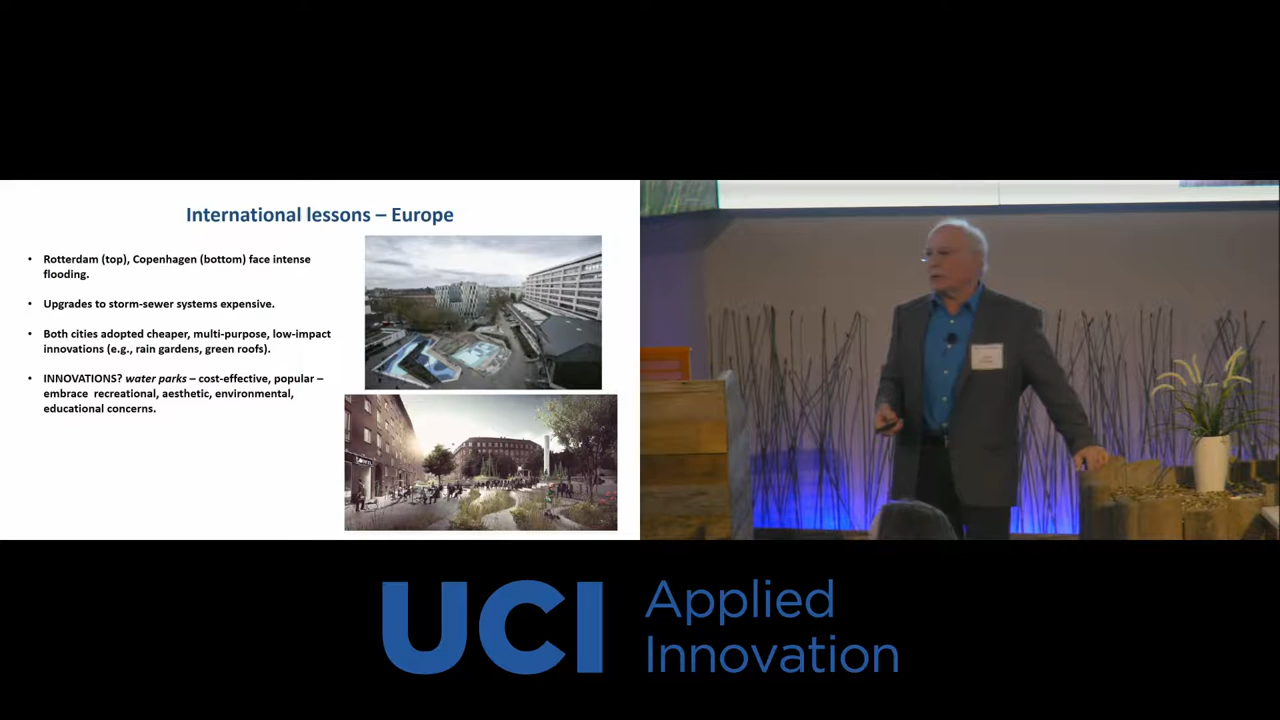 International lessons – Europe
• Rotterdam (top), Copenhagen (bottom) face intense
flooding.
• Upgrades to storm-sewer systems expensive.
• Both cities adopted cheaper, multi-purpose, low-impact
innovations (e.g., rain gardens, green roofs).
• INNOVATIONS? water parks – cost-effective, popular –
embrace recreational, aesthetic, environmental,
educational concerns.
UCI
Applied
Innovation